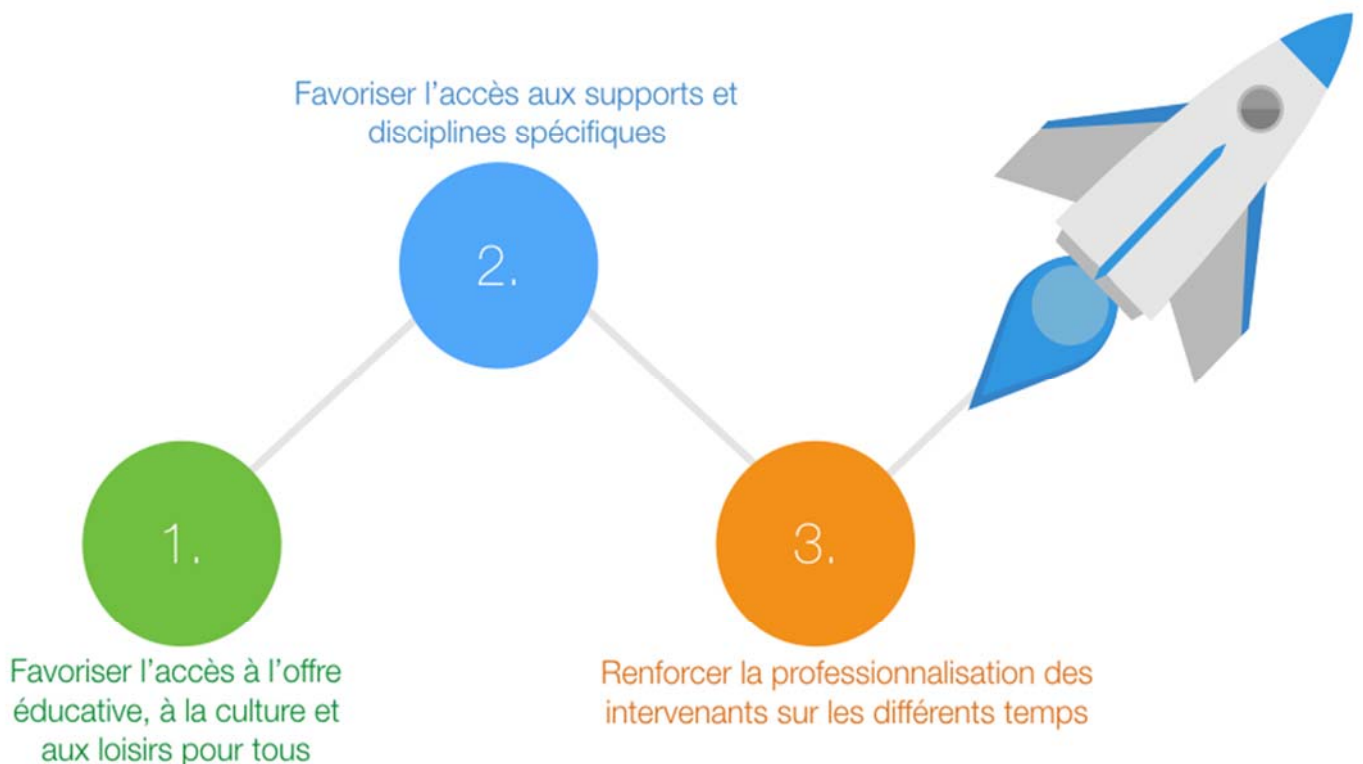 Favoriser l'accès aux supports et
disciplines spécifiques
2.
1.
3.
Favoriser l'accès à l'offre
éducative, à la culture et
aux loisirs pour tous
Renforcer la professionnalisation des
intervenants sur les différents temps